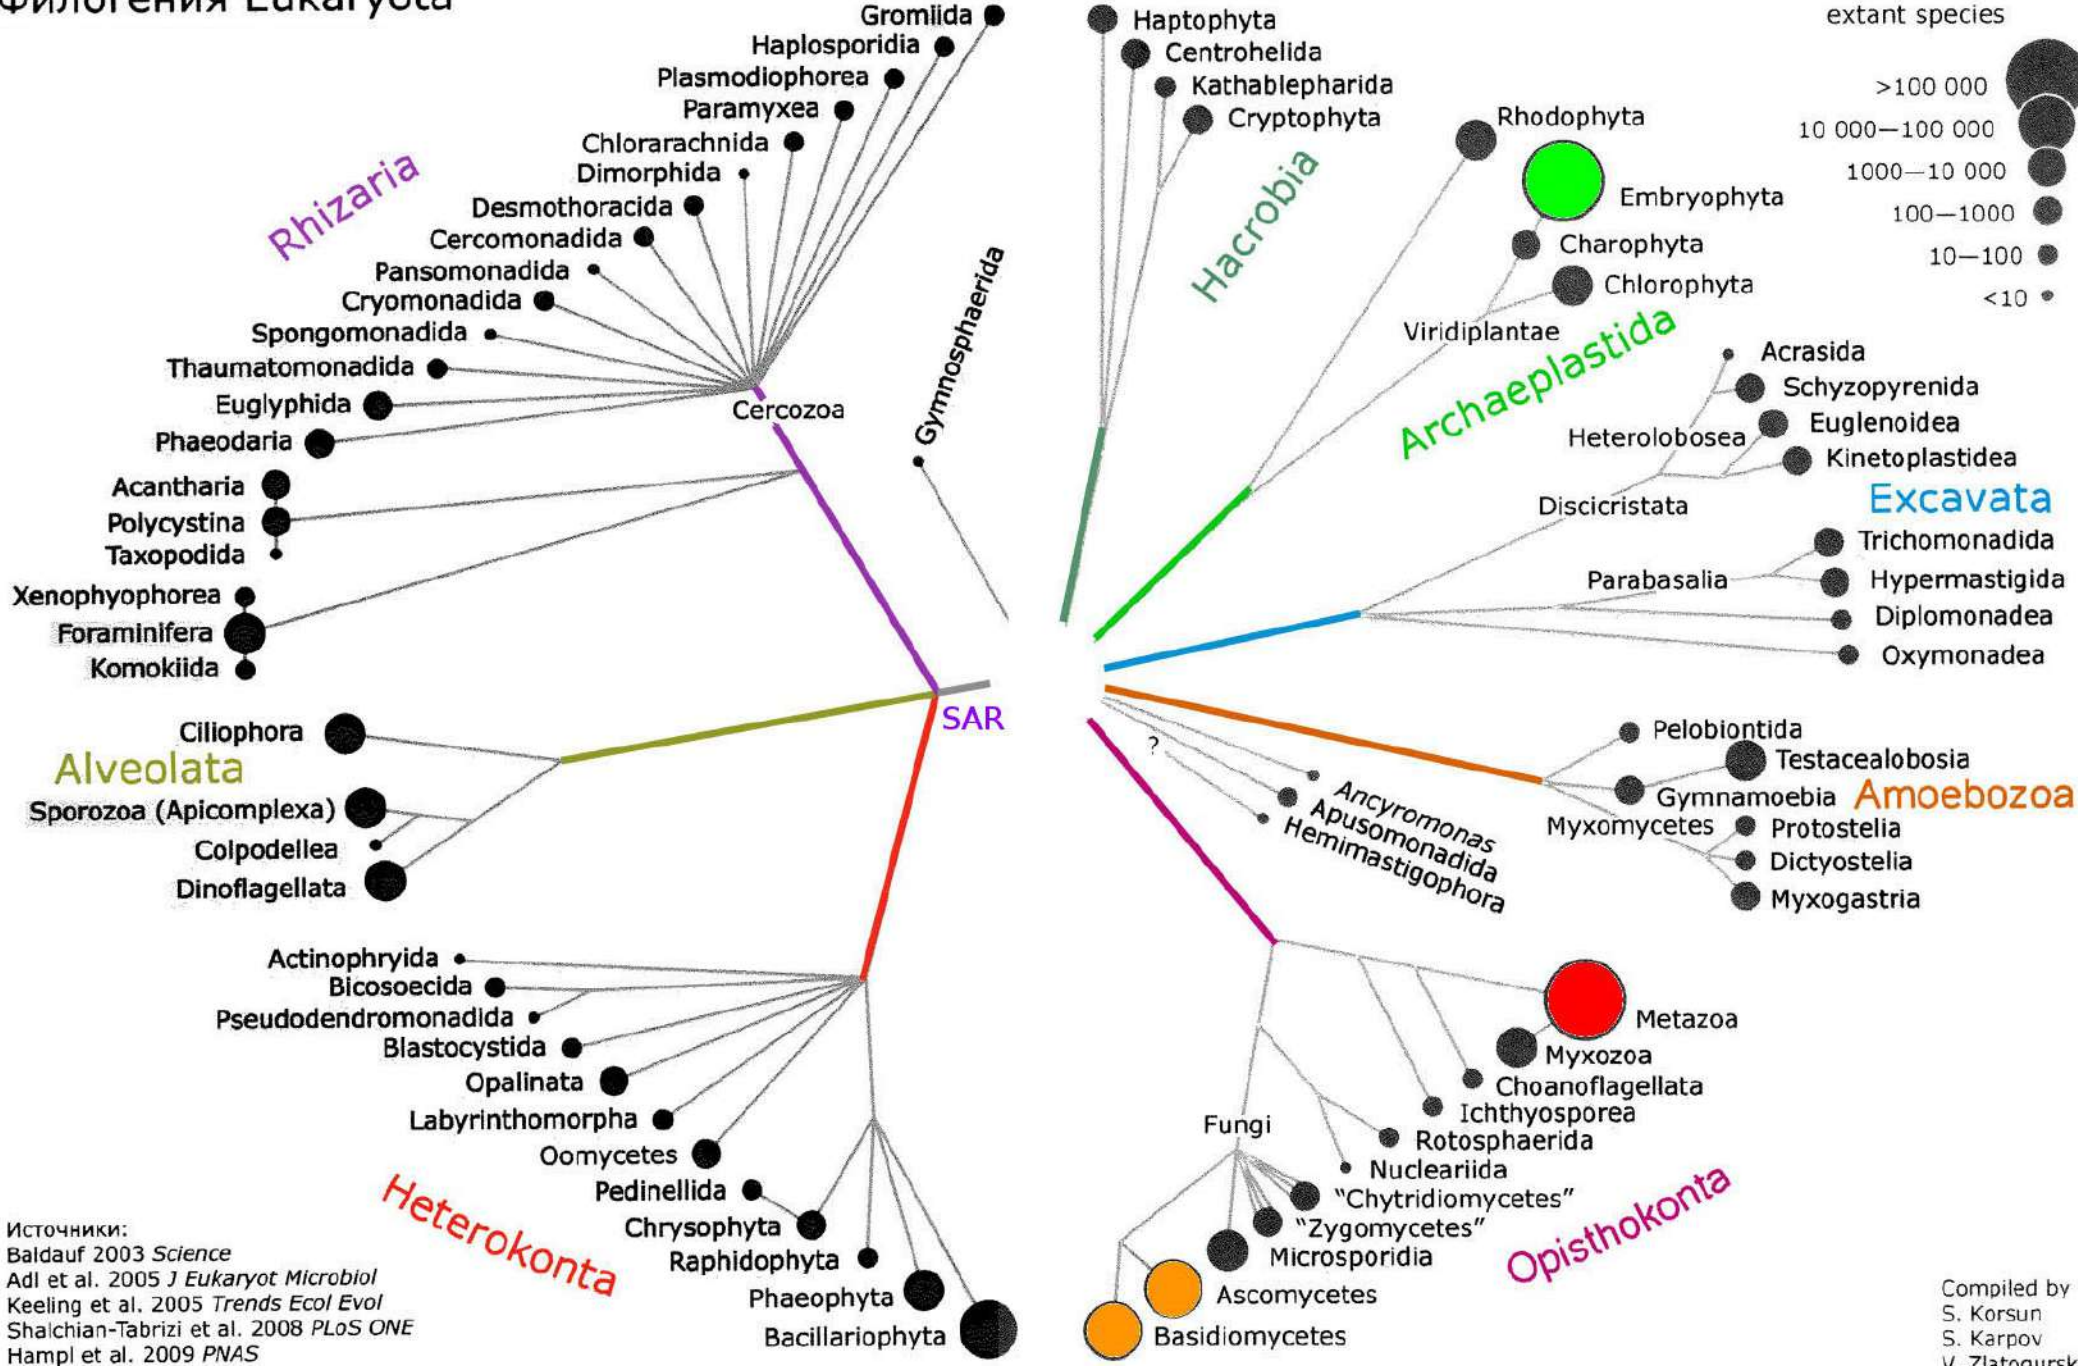 Филогения Eukaryota
Gromiida
Haplosporidia
Plasmodiophorea
Paramyxea
Chlorarachnida
Dimorphida
Desmothoracida
Cercomonadida
Pansomonadida
Cryomonadida
Spongomonadida
Thaumatomonadida
Euglyphida
Phaeodaria
Cercozoa
Rhizaria
Acantharia
Polycystina
Taxopodida
Xenophyophorea
Foraminifera
Komokiida
Gymnosphaerida
Haptophyta
Centrohelida
Kathablepharida
Cryptophyta
Hacrobia
Rhodophyta
Embryophyta
Charophyta
Chlorophyta
Viridiplantae
Archaeplastida
extant species
>100 000
10 000—100 000
1000—10 000
100—1000
10—100
<10
Acrasida
Schyzopyrenida
Heterolobosea
Euglenoidea
Kinetoplastidea
Discicristata
Excavata
Trichomonadida
Parabasalia
Hypermastigida
Diplomonadea
Oxymonadea
SAR
Ciliophora
Alveolata
Sporozoa (Apicomplexa)
Colpodellea
Dinoflagellata
?
Ancyromonas
Apusomonadida
Hemimastigophora
Pelobiontida
Testacealobosia
Gymnamoebia
Amoebozoa
Myxomycetes
Protostelia
Dictyostelia
Myxogastria
Actinophryida
Bicosoecida
Pseudodendromonadida
Blastocystida
Opalinata
Labyrinthomorpha
Oomycetes
Pedinellida
Chrysophyta
Raphidophyta
Phaeophyta
Bacillariophyta
Heterokonta
Metazoa
Myxozoa
Choanoflagellata
Ichthyosporea
Rotosphaerida
Nucleariida
Fungi
"Chytridiomycetes"
"Zygomycetes"
Microsporidia
Ascomycetes
Basidiomycetes
Opisthokonta
Источники:
Baldauf 2003 Science
Adl et al. 2005 J Eukaryot Microbiol
Keeling et al. 2005 Trends Ecol Evol
Shalchian-Tabrizi et al. 2008 PLoS ONE
Hampl et al. 2009 PNAS
Compiled by
S. Korsun
S. Karpov
V.